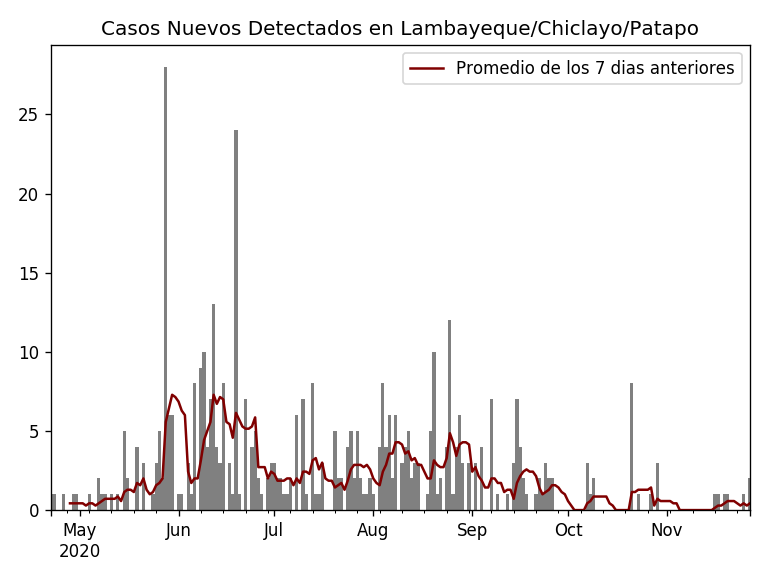 Casos Nuevos Detectados en Lambayeque/Chiclayo/Patapo
Promedio de los 7 dias anteriores
25
20
15
10
5
0
May Jun Jul Aug Sep Oct Nov
2020